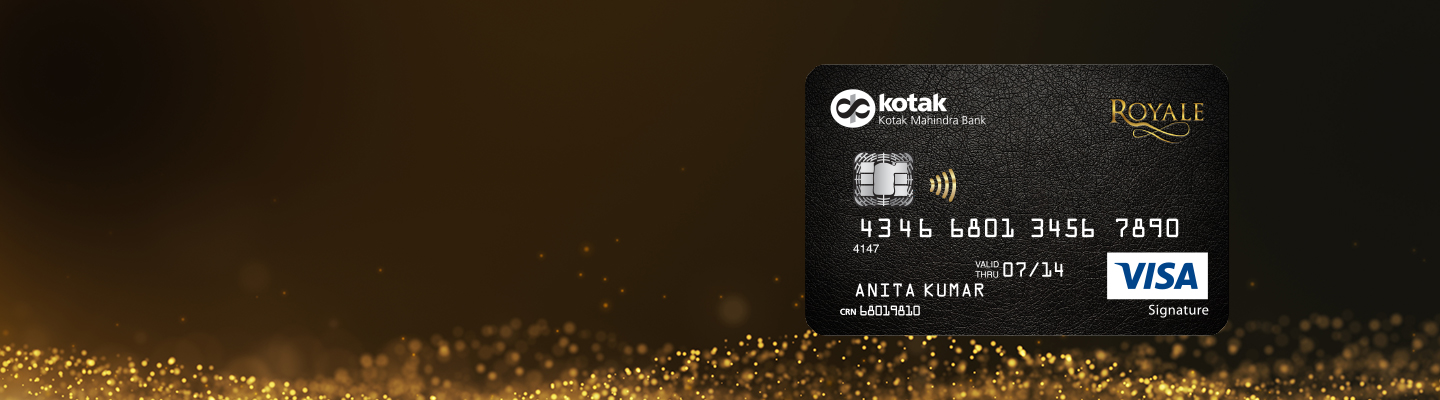 kotak
Kotak Mahindra Bank
ROYALE
4346 6801 3456 7890
4147
VALID THRU 07/14
ANITA KUMAR
VISA
CRN 68019810
Signature